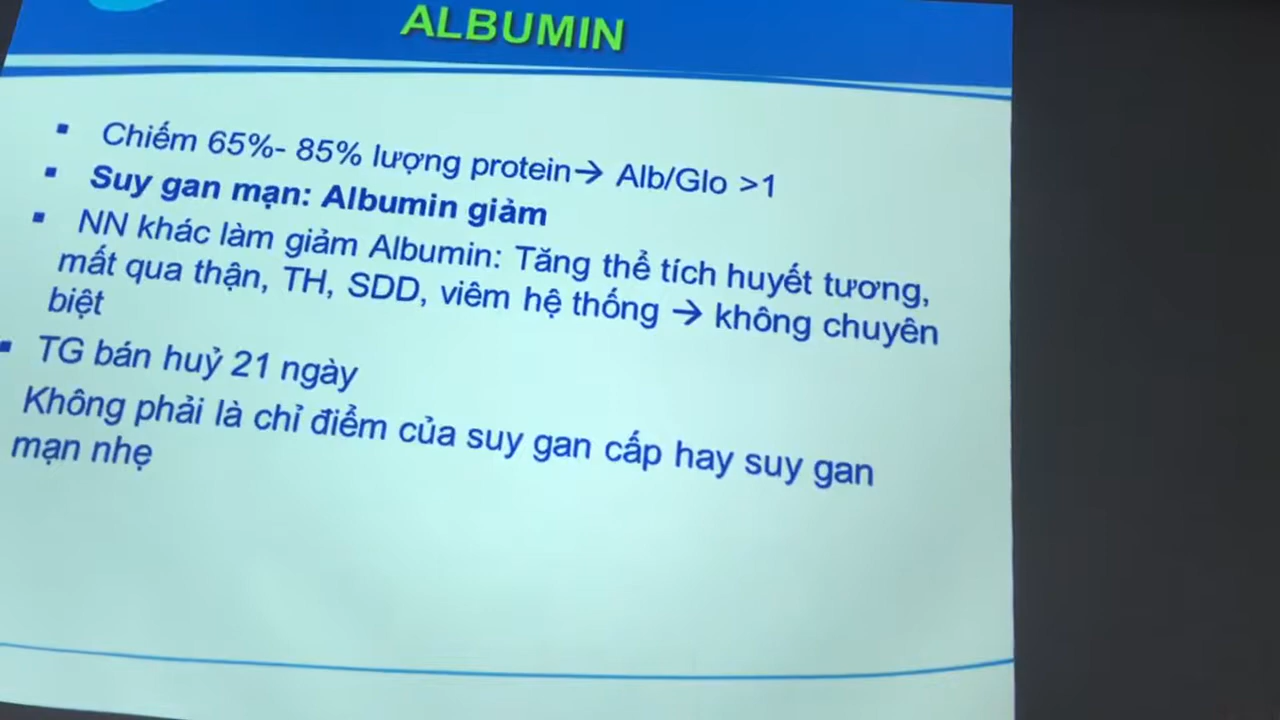 ALBUMIN
▪ Chiếm 65%- 85% lượng protein→ Alb/Glo >1
▪ Suy gan mạn: Albumin giảm
▪ NN khác làm giảm Albumin: Tăng thể tích huyết tương,
mất qua thận, TH, SDD, viêm hệ thống → không chuyên
biệt
▪ TG bán huỷ 21 ngày
Không phải là chỉ điểm của suy gan cấp hay suy gan
mạn nhẹ